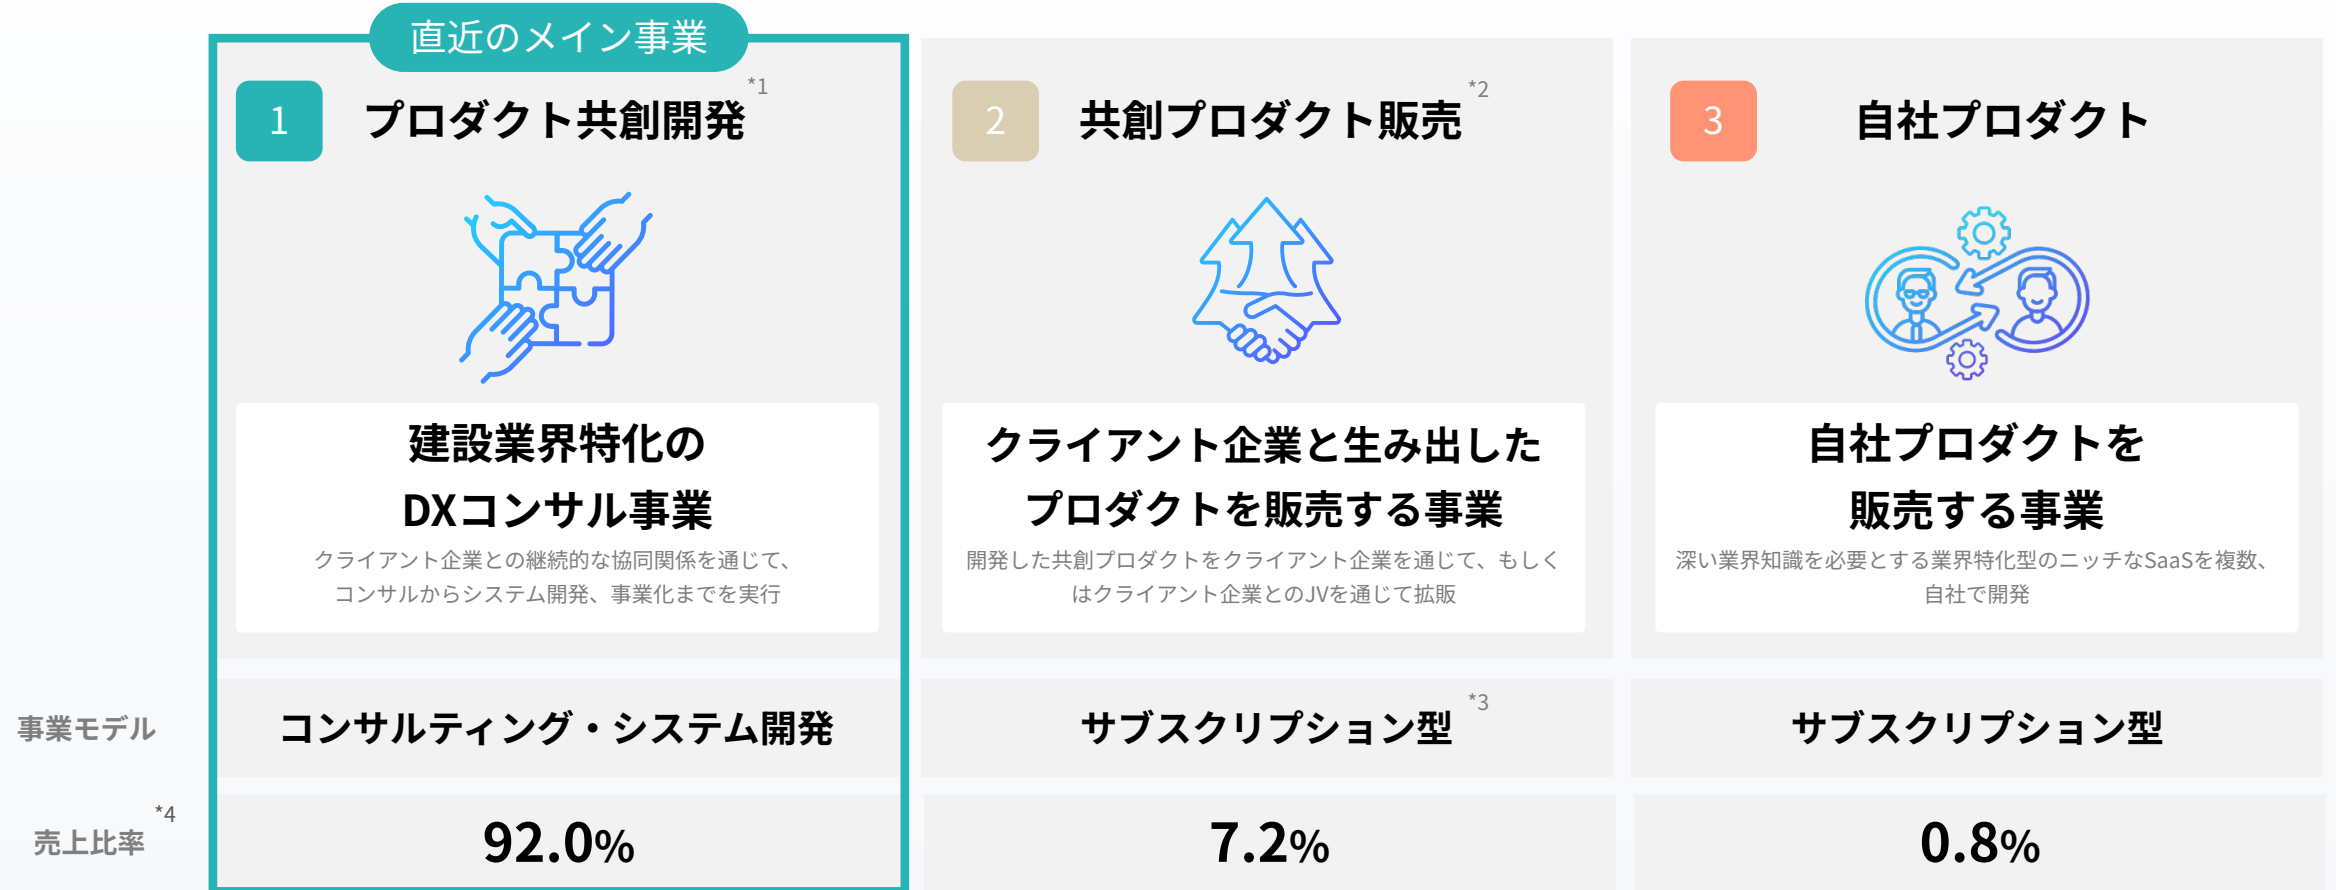 直近のメイン事業
1
プロダクト共創開発 *1
建設業界特化の
DXコンサル事業
クライアント企業との継続的な協同関係を通じて、
コンサルからシステム開発、事業化までを実行
2
共創プロダクト販売 *2
クライアント企業と生み出した
プロダクトを販売する事業
開発した共創プロダクトをクライアント企業を通じて、もしく
はクライアント企業とのJVを通じて拡販
3
自社プロダクト
自社プロダクトを
販売する事業
深い業界知識を必要とする業界特化型のニッチなSaaSを複数、
自社で開発
事業モデル
コンサルティング・システム開発
サブスクリプション型 *3
サブスクリプション型
売上比率 *4
92.0%
7.2%
0.8%